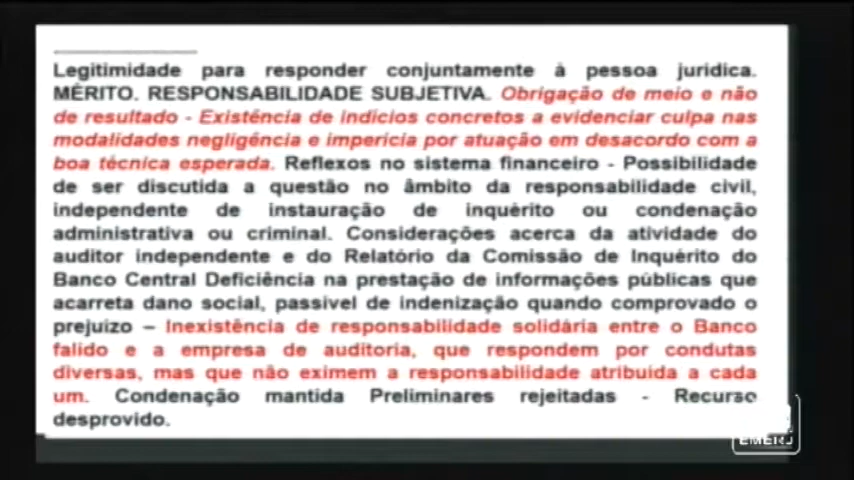 Legitimidade para responder conjuntamente à pessoa jurídica.
MÉRITO. RESPONSABILIDADE SUBJETIVA. Obrigação de meio e não
de resultado - Existência de indícios concretos a evidenciar culpa nas
modalidades negligência e imperícia por atuação em desacordo com a
boa técnica esperada. Reflexos no sistema financeiro - Possibilidade
de ser discutida a questão no âmbito da responsabilidade civil,
independente de instauração de inquérito ou condenação
administrativa ou criminal. Considerações acerca da atividade do
auditor independente e do Relatório da Comissão de Inquérito do
Banco Central Deficiência na prestação de informações públicas que
acarreta dano social, passível de indenização quando comprovado o
prejuízo – Inexistência de responsabilidade solidária entre o Banco
falido e a empresa de auditoria, que respondem por condutas
diversas, mas que não eximem a responsabilidade atribuída a cada
um. Condenação mantida Preliminares rejeitadas - Recurso
desprovido.
EMERJ